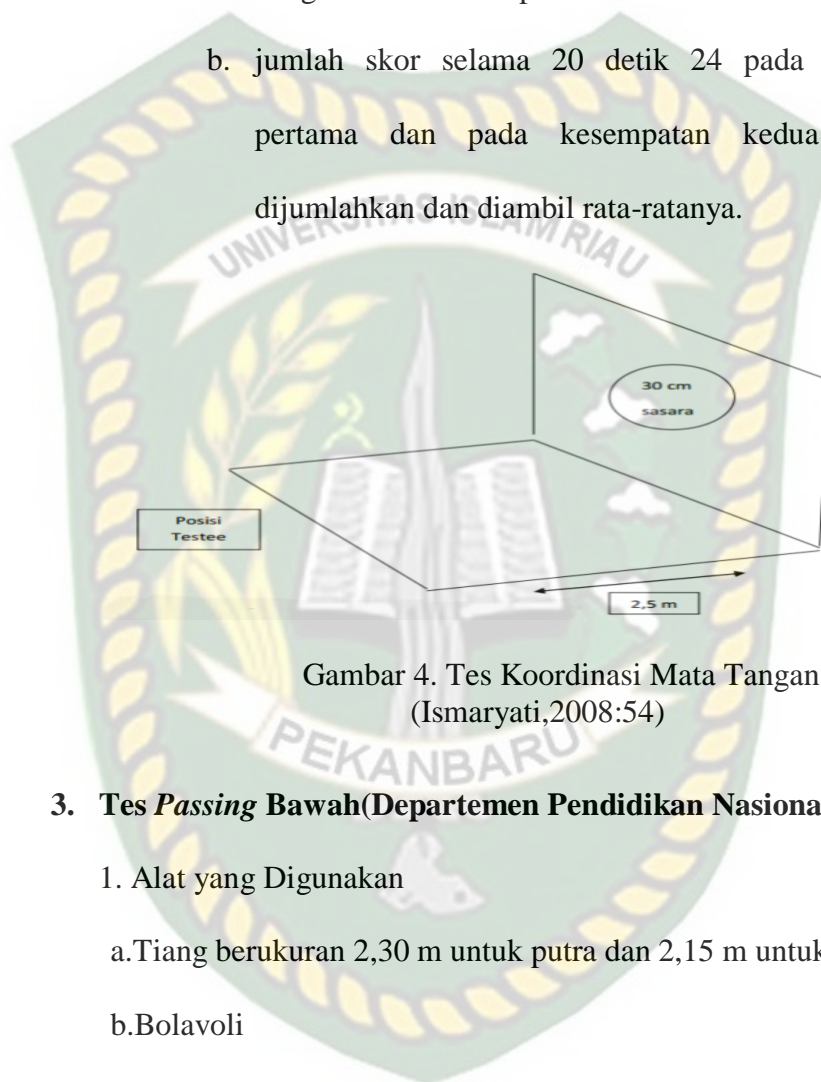 b. jumlah skor selama 20 detik 24 pada
pertama dan pada kesempatan kedua
dijumlahkan dan diambil rata-ratanya.
UNIVERSITAS ISLAM RIAU
30 cm
sasara
Posisi
Testee
2,5 m
Gambar 4. Tes Koordinasi Mata Tangan
(Ismaryati,2008:54)
PEKANBARU
3. Tes Passing Bawah(Departemen Pendidikan Nasiona
1. Alat yang Digunakan
a.Tiang berukuran 2,30 m untuk putra dan 2,15 m untuk
b.Bolavoli